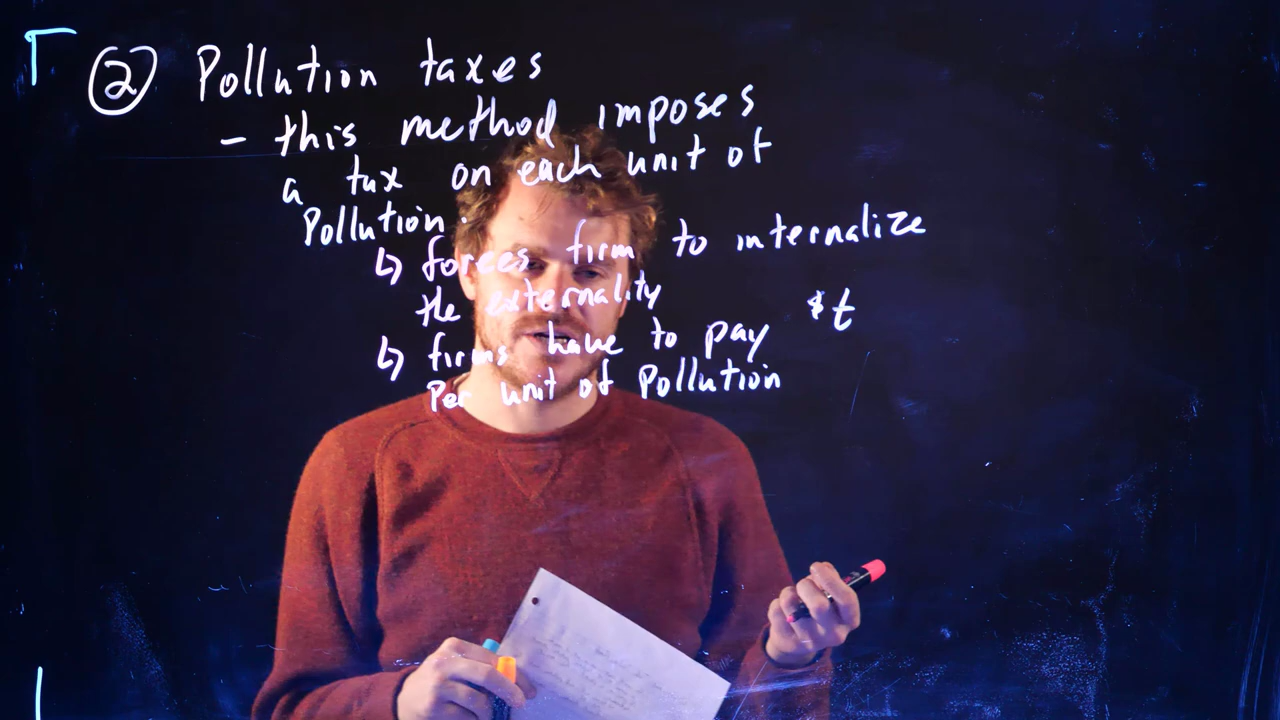 ② Pollution taxes
- this method imposes
a tax on each unit of
Pollution.
↳ forces firm to internalize
the externality
↳ firms have to pay $t
Per unit of Pollution